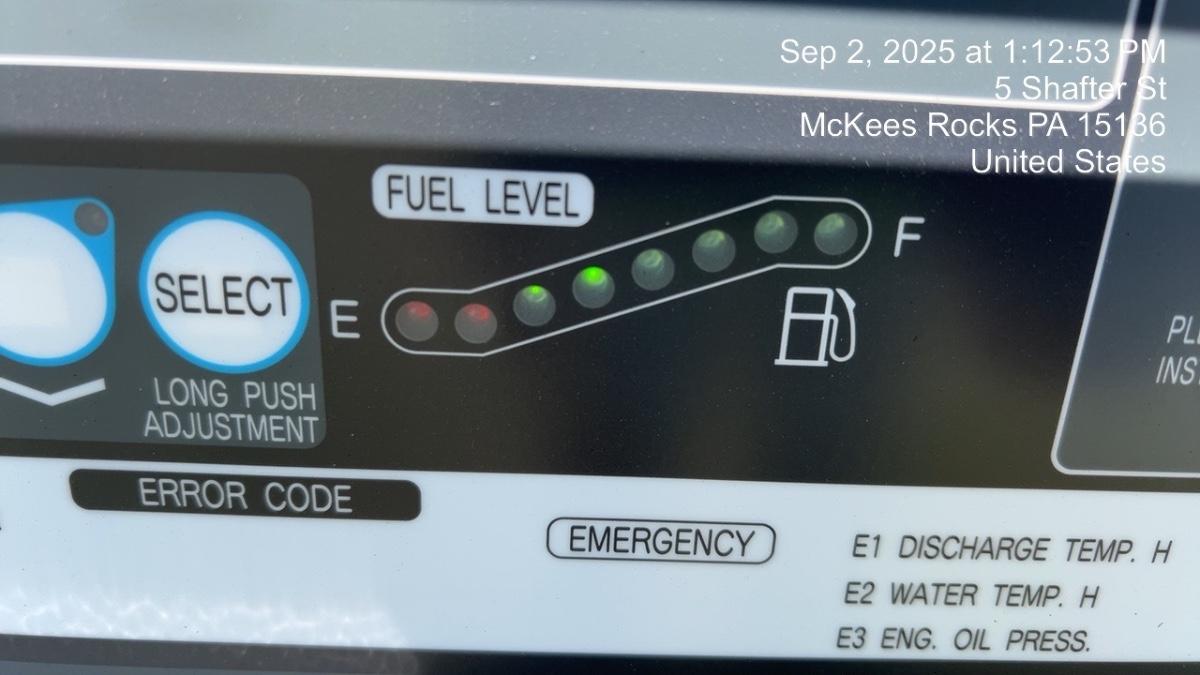 Sep 2, 2025 at 1:12:53 PM
5 Shafter St
McKees Rocks PA 15136
United States
FUEL LEVEL
F
SELECT
E
LONG PUSH
ADJUSTMENT
ERROR CODE
EMERGENCY
E1 DISCHARGE TEMP. H
E2 WATER TEMP. H
E3 ENG. OIL PRESS.